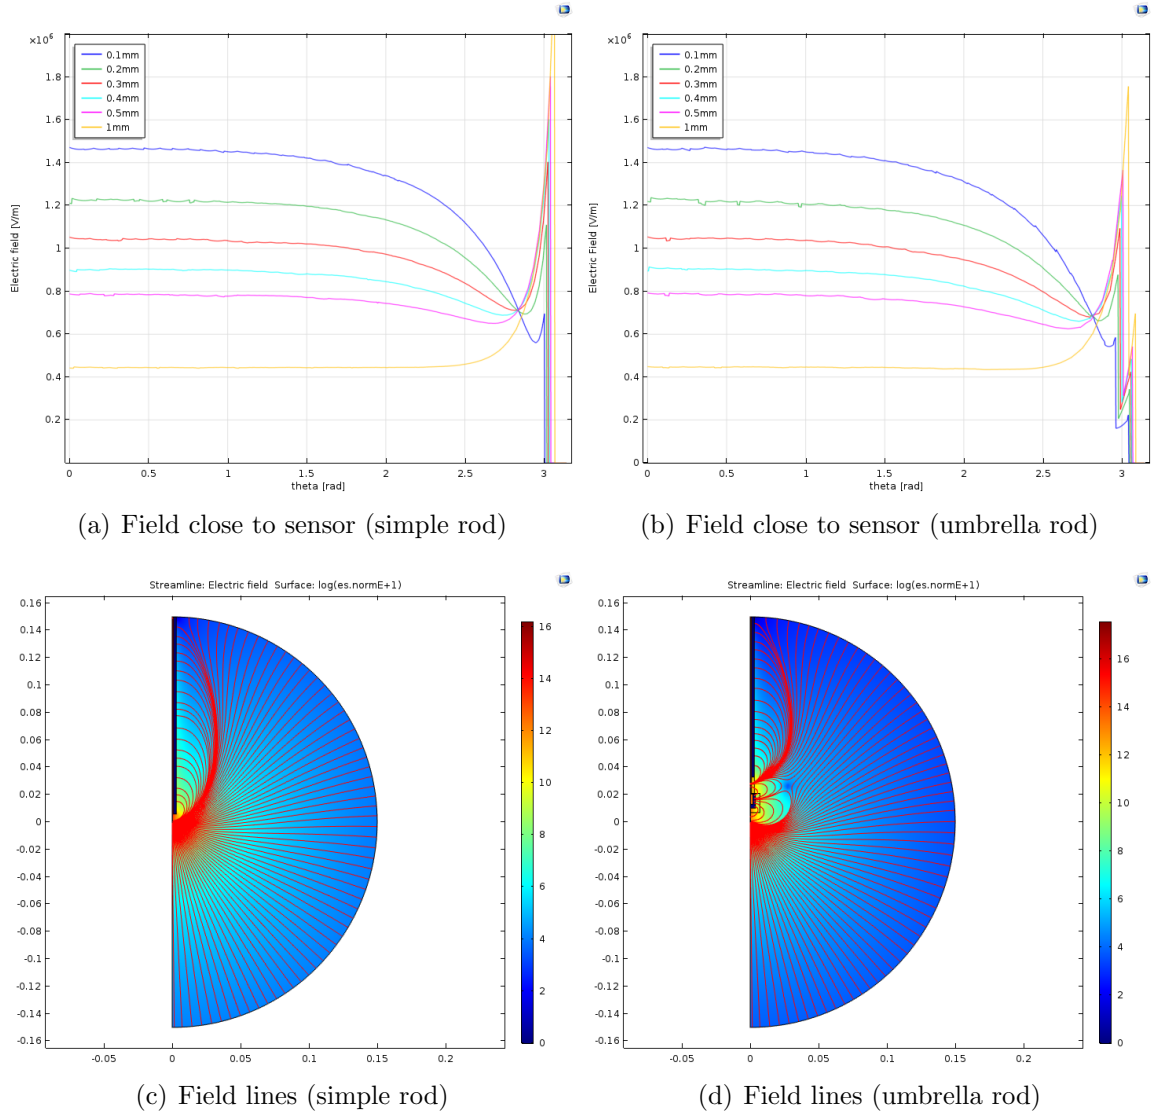 ×10⁶
1.8
1.6
1.4
1.2
1
0.8
0.6
0.4
0.2
Electric field [V/m]
0.1mm
0.2mm
0.3mm
0.4mm
0.5mm
1mm
0 0.5 1 1.5 2 2.5 3
theta [rad]
(a) Field close to sensor (simple rod)
×10⁶
1.8
1.6
1.4
1.2
1
0.8
0.6
0.4
0.2
0
Electric Field [V/m]
0.1mm
0.2mm
0.3mm
0.4mm
0.5mm
1mm
0 0.5 1 1.5 2 2.5 3
theta [rad]
(b) Field close to sensor (umbrella rod)
Streamline: Electric field Surface: log(es.normE+1)
0.16
0.14
0.12
0.1
0.08
0.06
0.04
0.02
0
-0.02
-0.04
-0.06
-0.08
-0.1
-0.12
-0.14
-0.16
-0.05 0 0.05 0.1 0.15 0.2
16
14
12
10
8
6
4
2
0
(c) Field lines (simple rod)
Streamline: Electric field Surface: log(es.normE+1)
0.16
0.14
0.12
0.1
0.08
0.06
0.04
0.02
0
-0.02
-0.04
-0.06
-0.08
-0.1
-0.12
-0.14
-0.16
-0.05 0 0.05 0.1 0.15 0.2
16
14
12
10
8
6
4
2
0
(d) Field lines (umbrella rod)